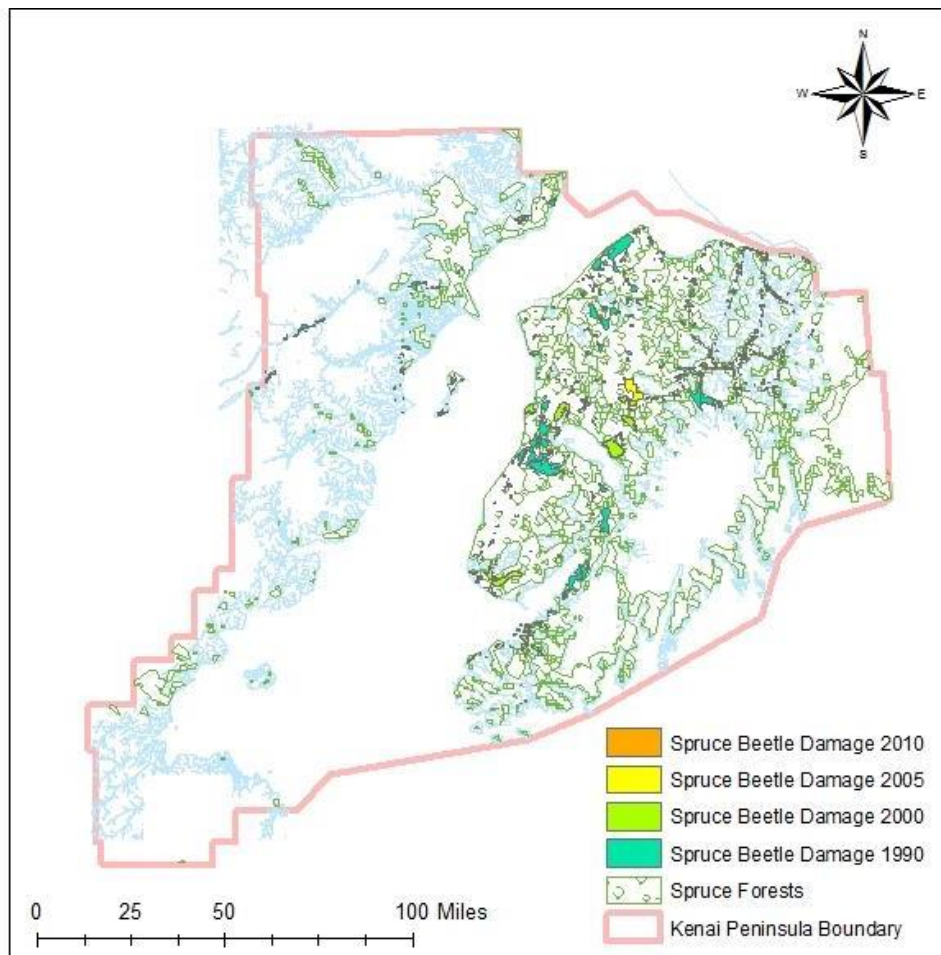 N
W E
S
Spruce Beetle Damage 2010
Spruce Beetle Damage 2005
Spruce Beetle Damage 2000
Spruce Beetle Damage 1990
Spruce Forests
Kenai Peninsula Boundary
0 25 50 100 Miles